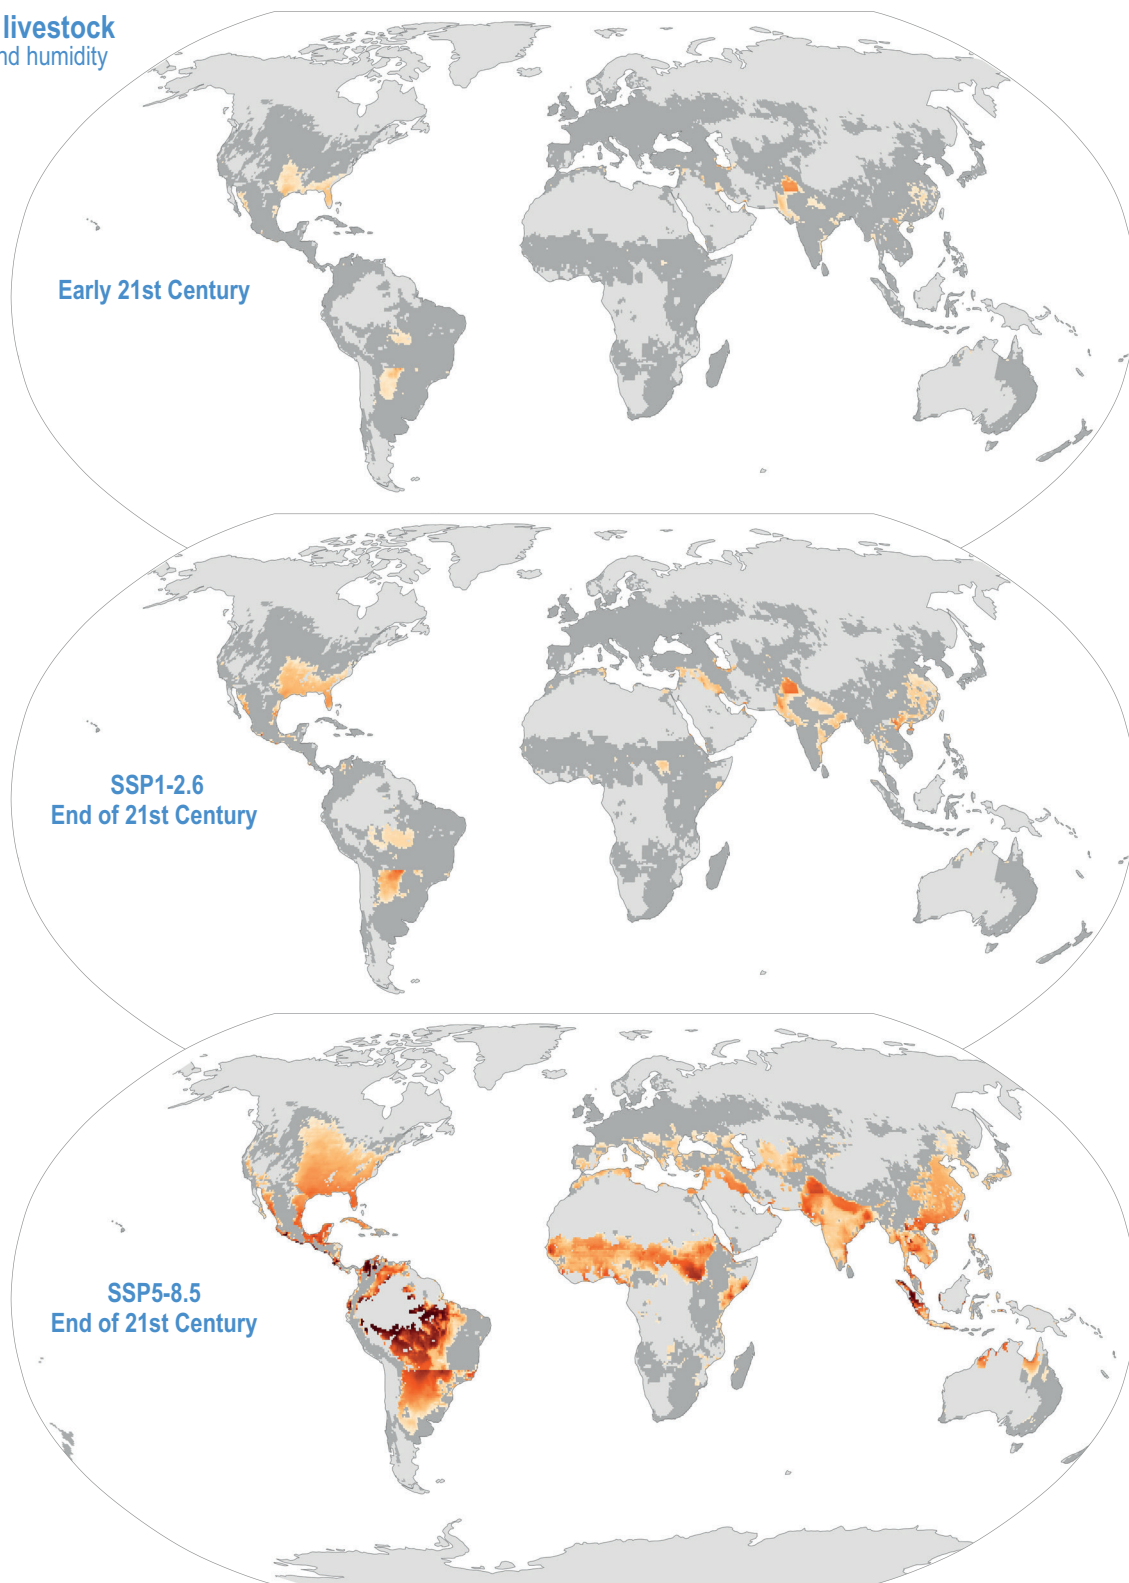 livestock
nd humidity
Early 21st Century
SSP1-2.6
End of 21st Century
SSP5-8.5
End of 21st Century